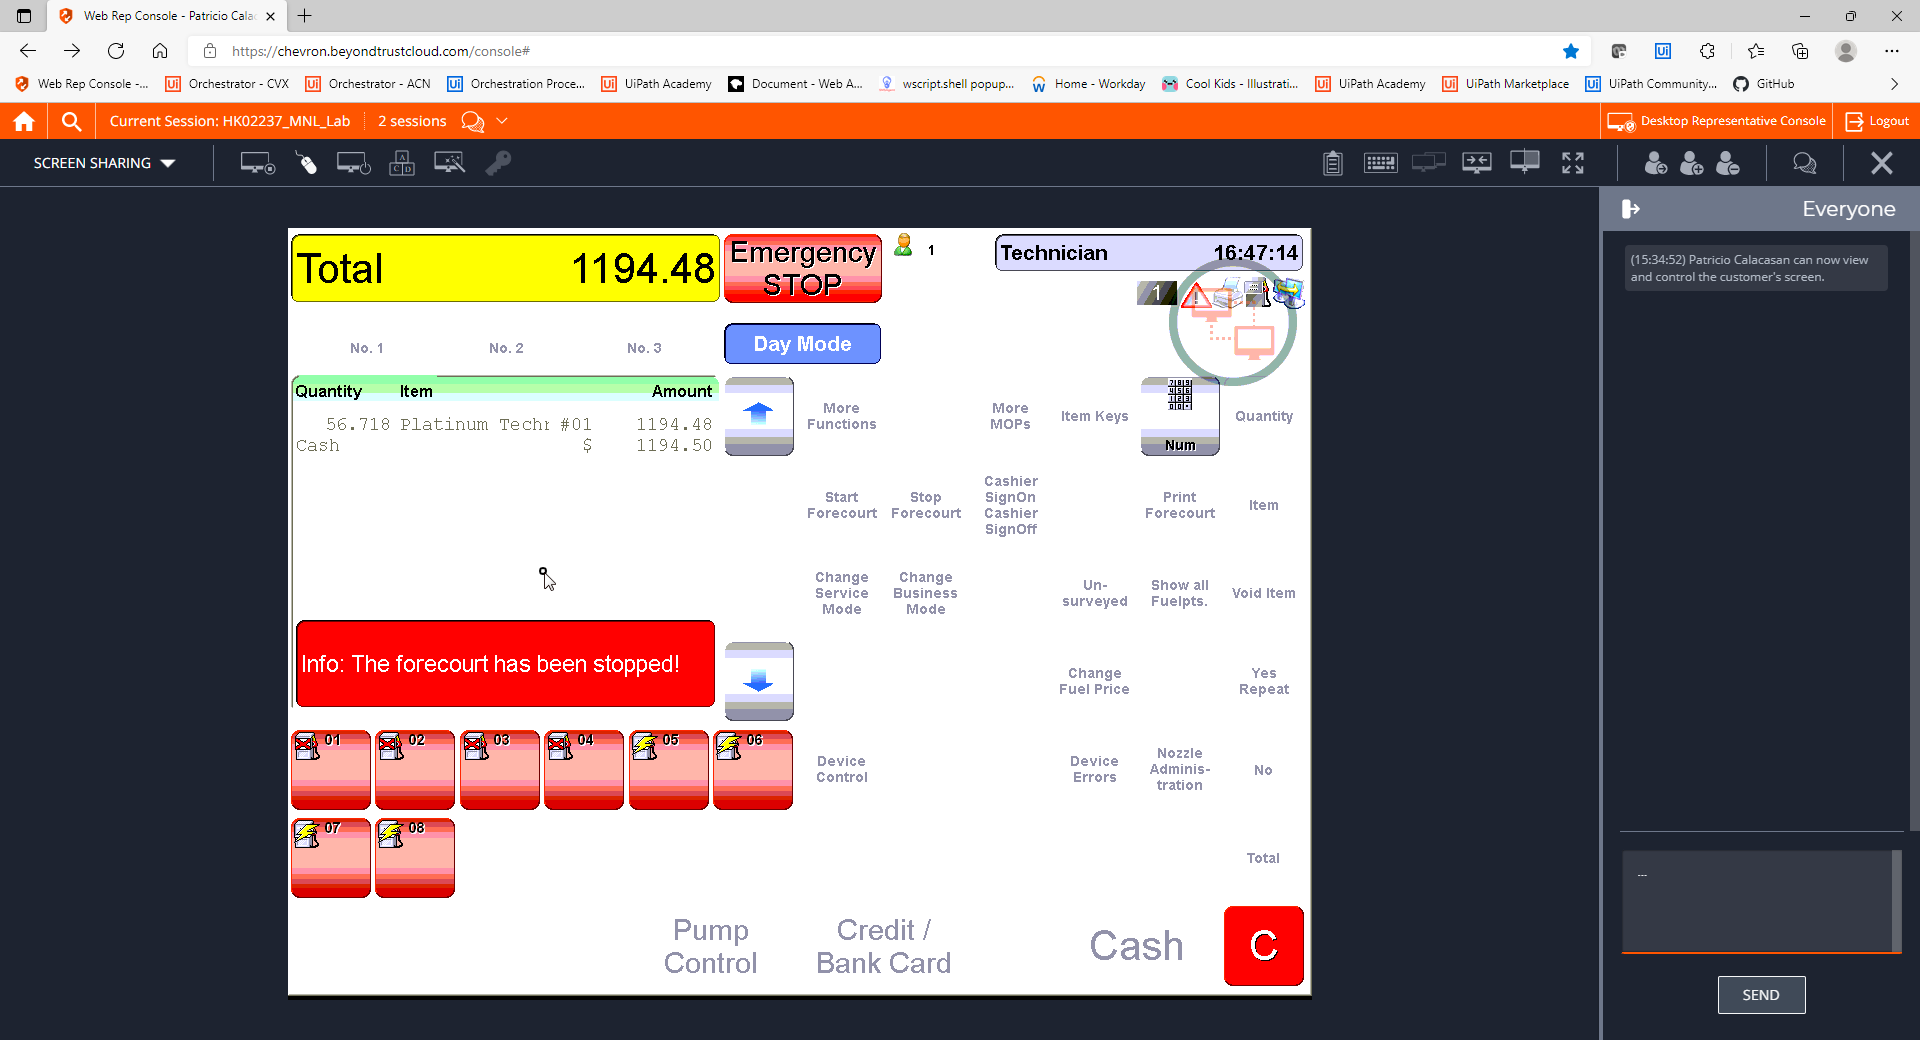 Web Rep Console - Patricio Cala
https://chevron.beyondtrustcloud.com/console#
Web Rep Console -...
Orchestrator - CVX
Orchestrator - ACN
Orchestration Proce...
UiPath Academy
Document - Web A...
wscript.shell popup...
Home - Workday
Cool Kids - Illustrati...
UiPath Academy
UiPath Marketplace
UiPath Community...
GitHub
Current Session: HK02237_MNL_Lab
2 sessions
Desktop Representative Console
Logout
SCREEN SHARING
Everyone
(15:34:52) Patricio Calacasan can now view
and control the customer's screen.
Total 1194.48
Emergency
STOP
1
Technician 16:47:14
1
No. 1 No. 2 No. 3
Day Mode
Quantity Item Amount
56.718 Platinum Techr #01 1194.48
Cash $ 1194.50
More
Functions
More
MOPs
Item Keys
Num
Quantity
Start
Forecourt
Stop
Forecourt
Cashier
SignOn
Cashier
SignOff
Print
Forecourt
Item
Change
Service
Mode
Change
Business
Mode
Un-
surveyed
Show all
Fuelpts.
Void Item
Info: The forecourt has been stopped!
Change
Fuel Price
Yes
Repeat
01 02 03 04 05 06
Device
Control
Device
Errors
Nozzle
Adminis-
tration
No
07 08
Total
Pump
Control
Credit /
Bank Card
Cash
C
...
SEND